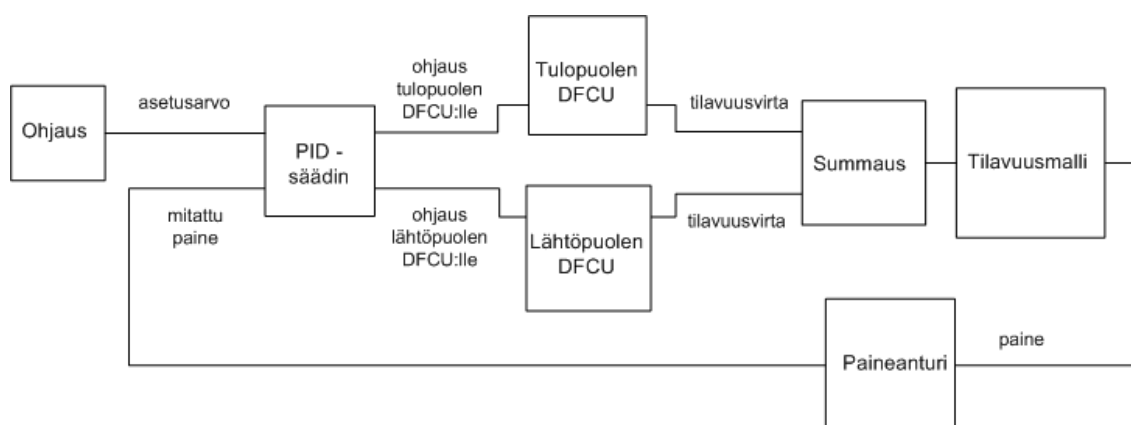 Ohjaus
asetusarvo
mitattu
paine
PID -
säädin
ohjaus
tulopuolen
DFCU:lle
ohjaus
lähtöpuolen
DFCU:lle
Tulopuolen
DFCU
Lähtöpuolen
DFCU
tilavuusvirta
tilavuusvirta
Summaus
Tilavuusmalli
paine
Paineanturi